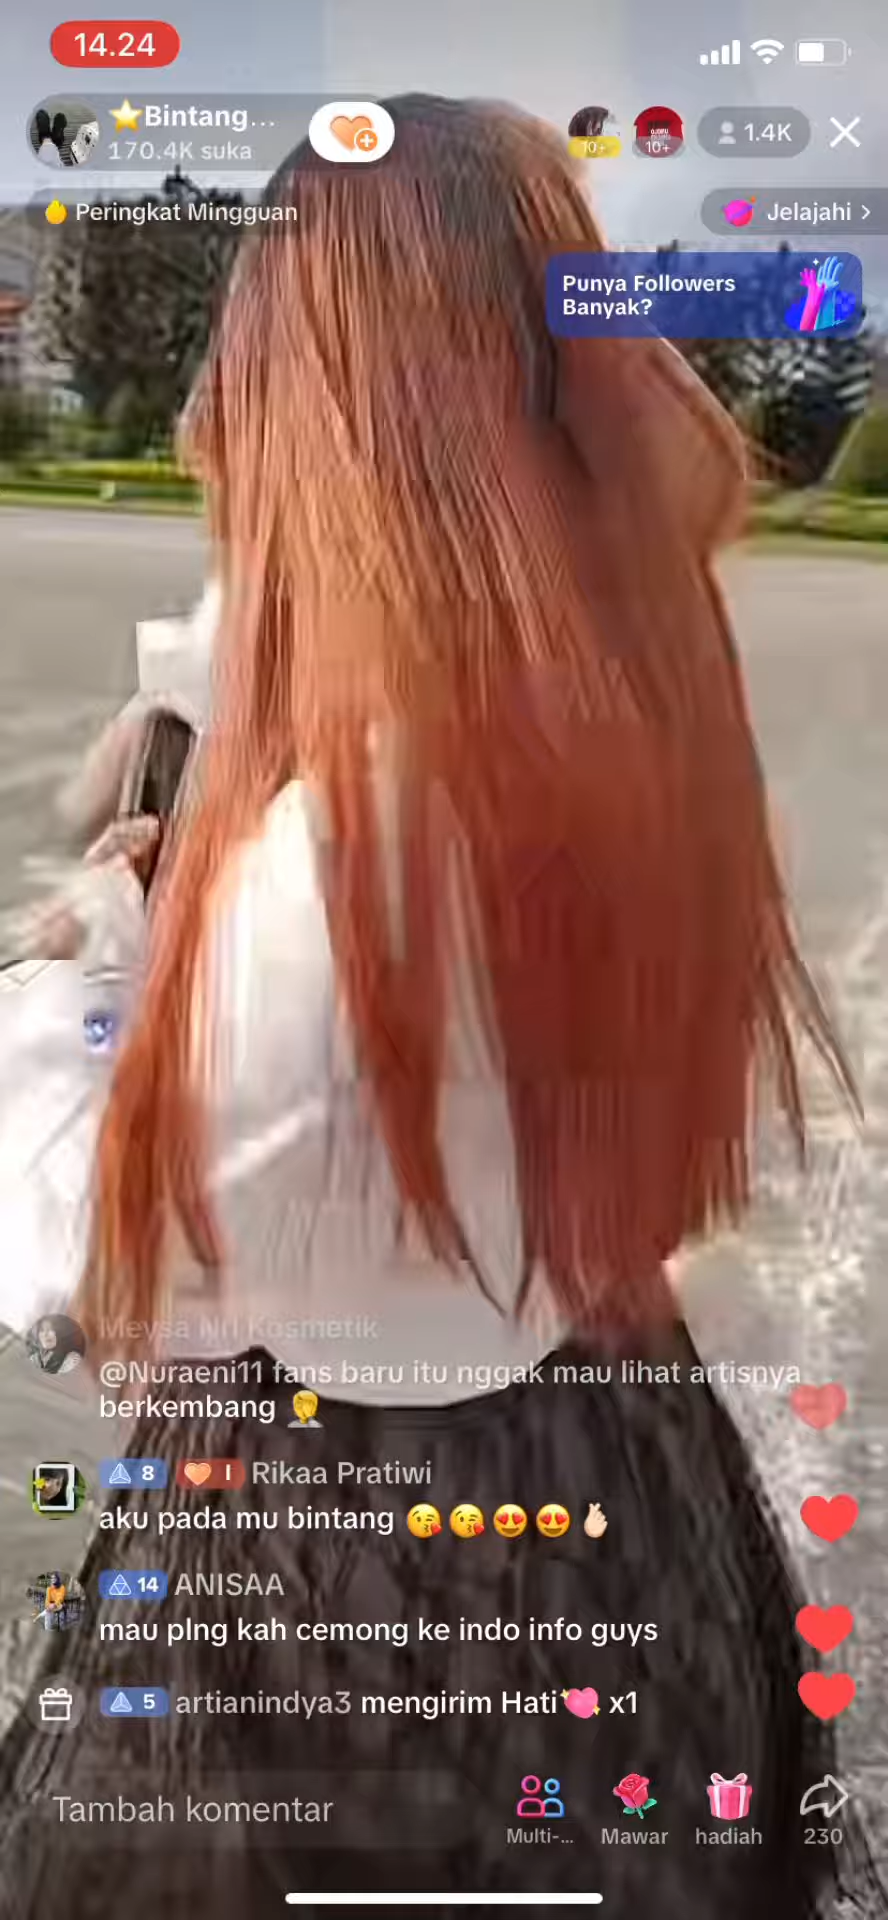 14.24
⭐Bintang...
170.4K suka
10+
10+
1.4K
Peringkat Mingguan
Jelajahi >
Punya Followers
Banyak?
Meysa Nri Kosmetik
@Nuraeni11 fans baru itu nggak mau lihat artisnya
berkembang 🤦
8 I Rikaa Pratiwi
aku pada mu bintang 😘😘😍😍🫰🏻
14 ANISAA
mau plng kah cemong ke indo info guys
5 artianindya3 mengirim Hati💖 x1
Tambah komentar
Multi-...
Mawar
hadiah
230